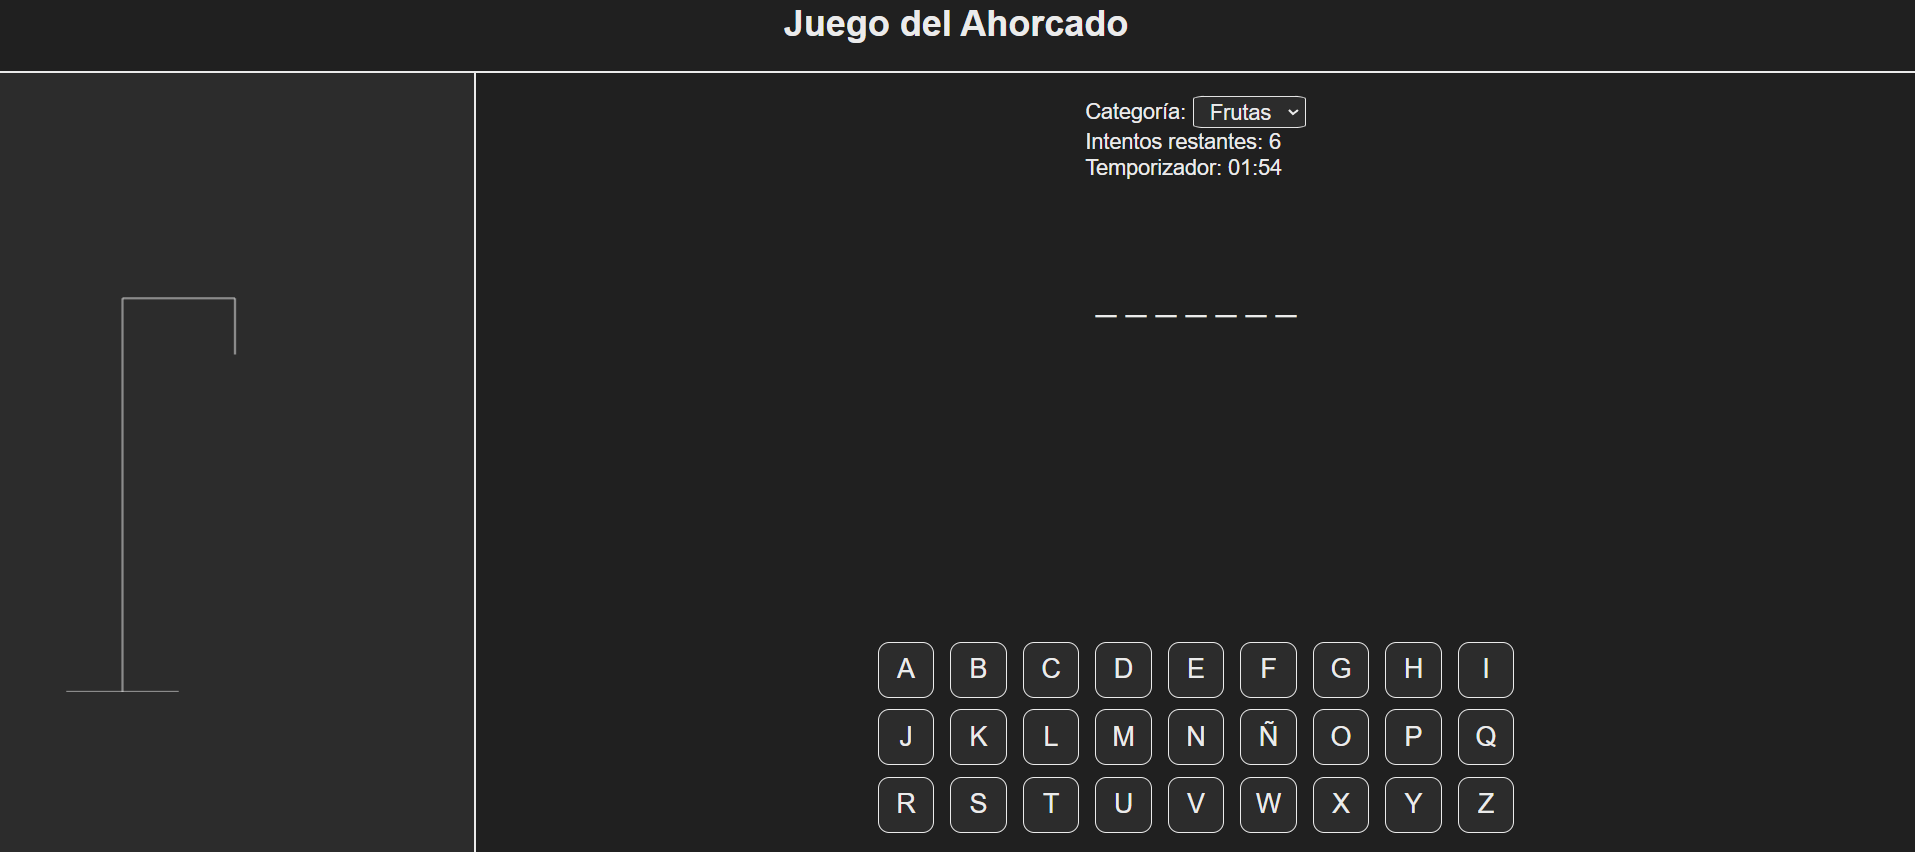 Juego del Ahorcado
Categoría: Frutas
Intentos restantes: 6
Temporizador: 01:54
_ _ _ _ _ _ _
A B C D E F G H I
J K L M N Ñ O P Q
R S T U V W X Y Z